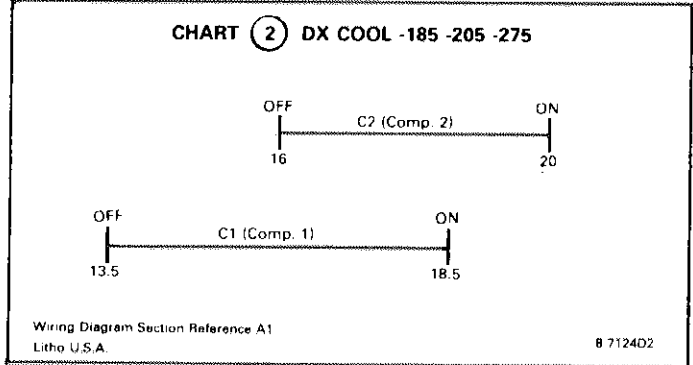 CHART 2 DX COOL -185 -205 -275
OFF ON
C2 (Comp. 2)
16 20
OFF ON
C1 (Comp. 1)
13.5 18.5
Wiring Diagram Section Reference A1
Litho U.S.A. 8 7124D2